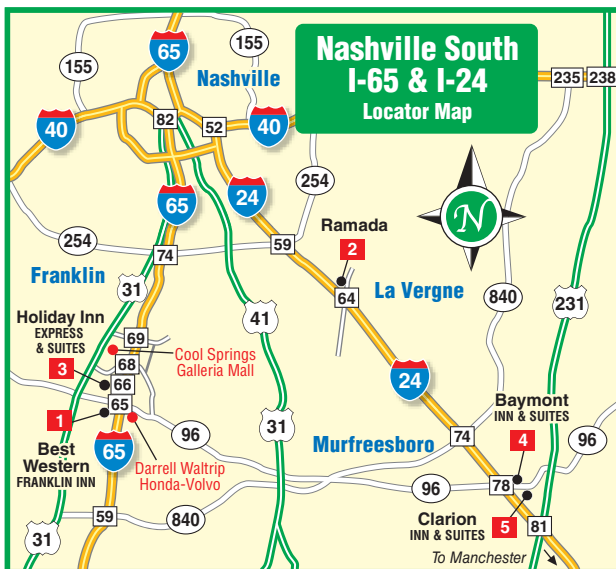 Nashville South
I-65 & I-24
Locator Map
65
155
155
Nashville
235
238
40
82
52
40
65
24
254
254
74
59
Ramada
2
Franklin
31
64
La Vergne
840
231
41
Holiday Inn
EXPRESS
& SUITES
3
69
68
66
65
Cool Springs
Galleria Mall
24
1
Best
Western
FRANKLIN INN
65
Darrell Waltrip
Honda-Volvo
96
31
Murfreesboro
74
Baymont
INN & SUITES
4
96
96
78
Clarion
INN & SUITES
5
81
59
840
31
To Manchester
N